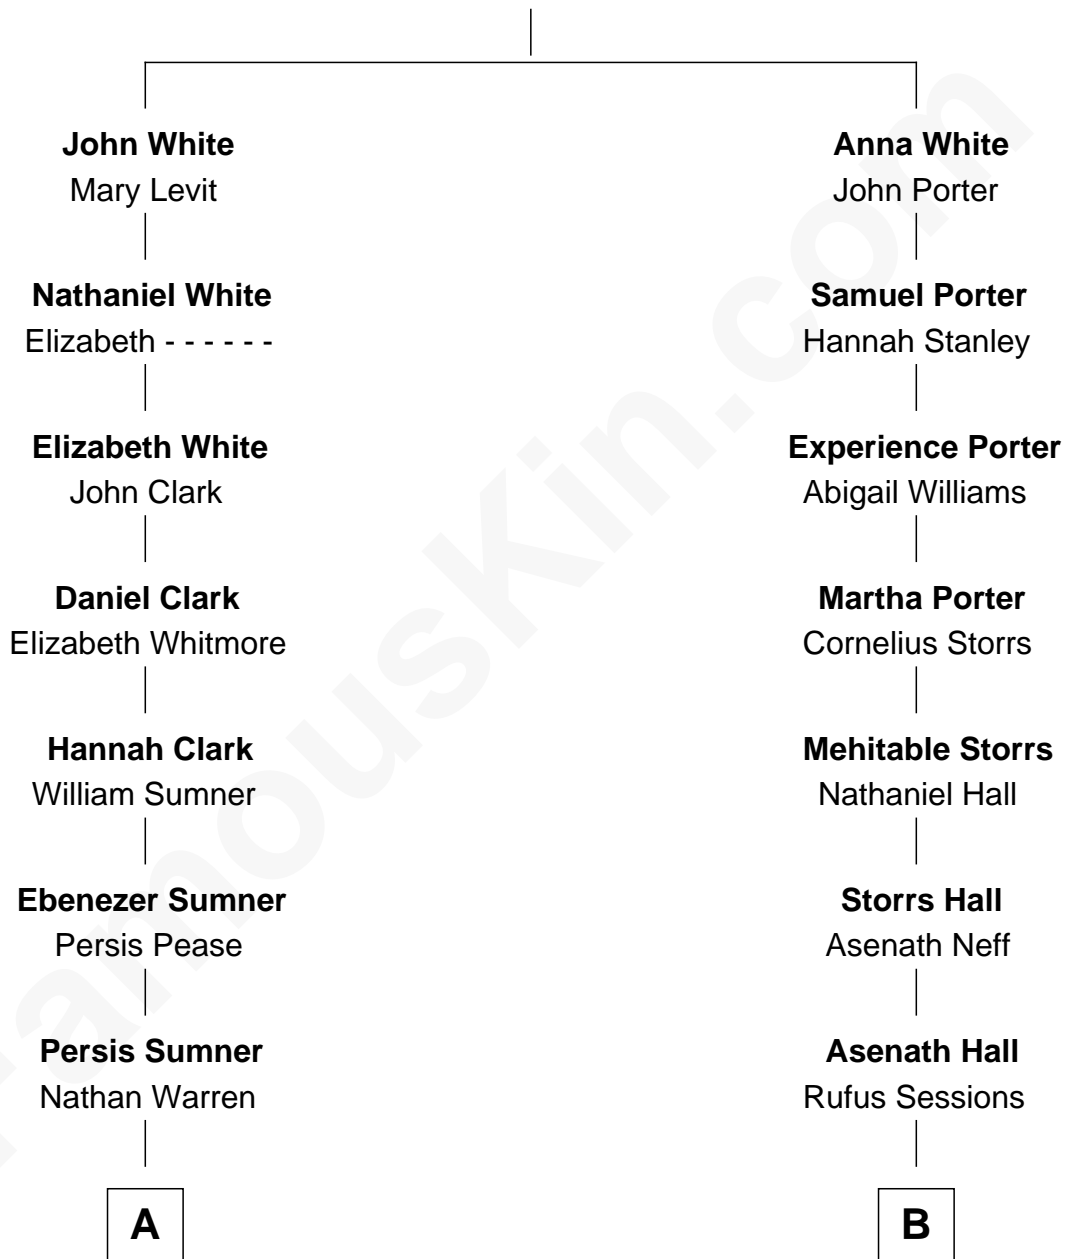 John White
Mary Levit
Nathaniel White
Elizabeth - - - - - -
Elizabeth White
John Clark
Daniel Clark
Elizabeth Whitmore
Hannah Clark
William Sumner
Ebenezer Sumner
Persis Pease
Persis Sumner
Nathan Warren
A
Anna White
John Porter
Samuel Porter
Hannah Stanley
Experience Porter
Abigail Williams
Martha Porter
Cornelius Storrs
Mehitable Storrs
Nathaniel Hall
Storrs Hall
Asenath Neff
Asenath Hall
Rufus Sessions
B
FamousKin.com